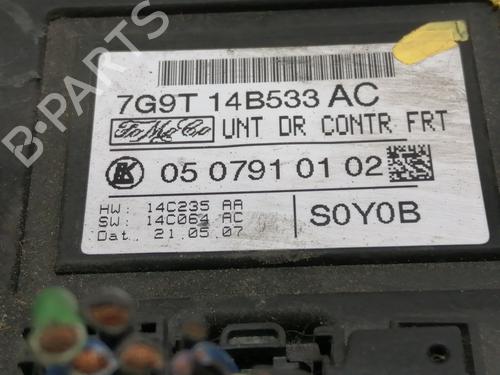 B-PARTS
7G9T 14B533 AC
FoMoCo UNT DR CONTR FRT
K 05 0791 01 02
HW: 14C235 AA
SW: 14C064 AC
Dat. 21.05.07
S0Y0B